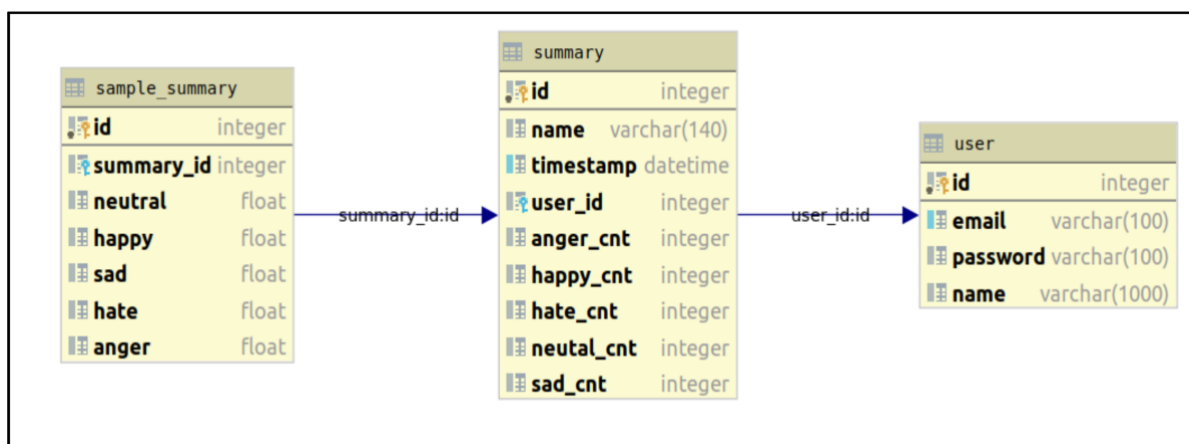 sample_summary
id integer
summary_id integer
neutral float
happy float
sad float
hate float
anger float
summary_id:id
summary
id integer
name varchar(140)
timestamp datetime
user_id integer
anger_cnt integer
happy_cnt integer
hate_cnt integer
neutal_cnt integer
sad_cnt integer
user_id:id
user
id integer
email varchar(100)
password varchar(100)
name varchar(1000)